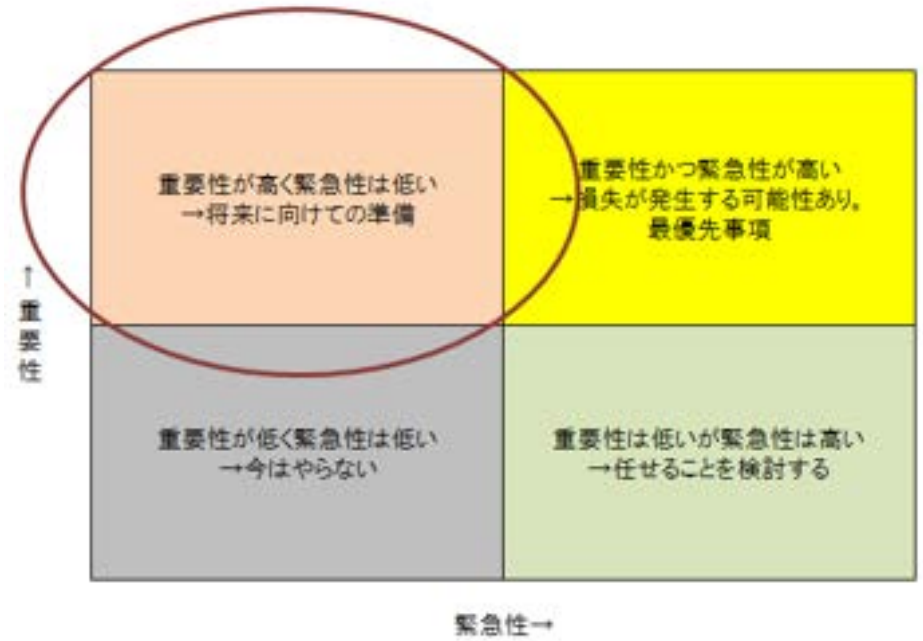 重要性が高く緊急性は低い
→将来に向けての準備
重要性かつ緊急性が高い
→損失が発生する可能性あり。
最優先事項
↑重要性
重要性が低く緊急性は低い
→今はやらない
重要性は低いが緊急性は高い
→任せることを検討する
緊急性→